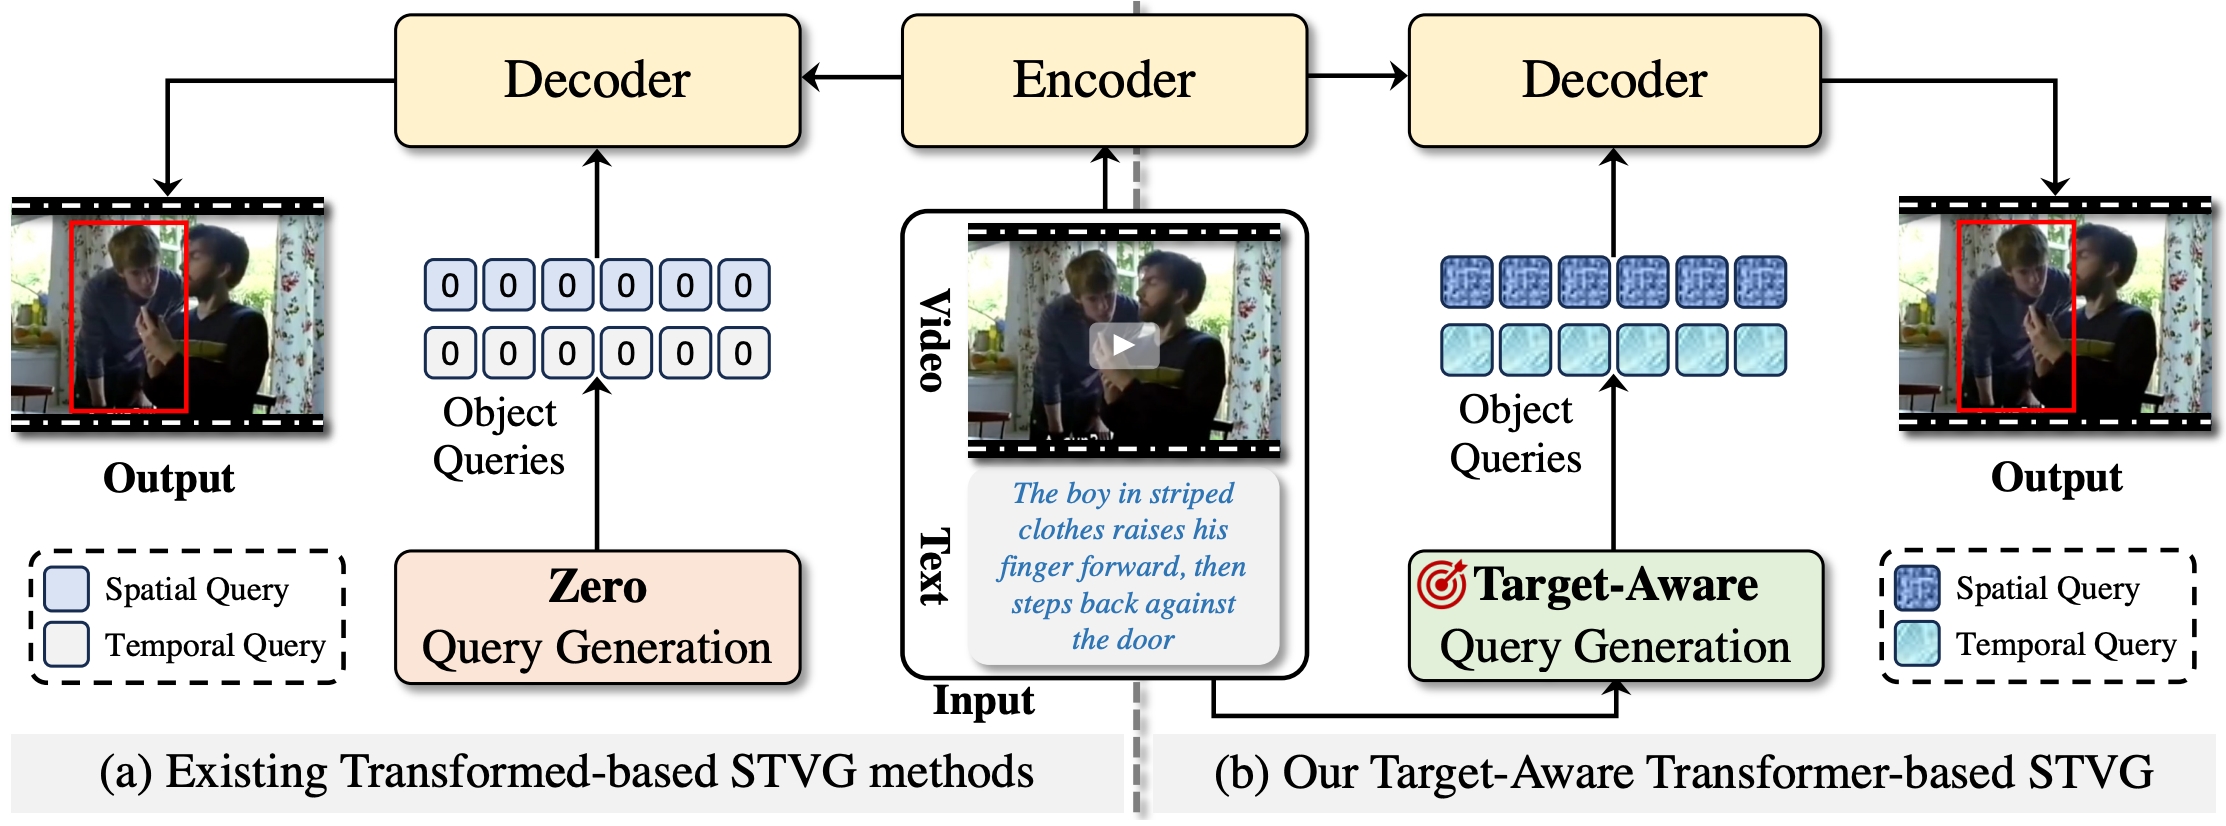 Decoder
Encoder
Decoder
0 0 0 0 0 0
0 0 0 0 0 0
Object
Queries
Output
Spatial Query
Temporal Query
Zero
Query Generation
Video
Text
The boy in striped
clothes raises his
finger forward, then
steps back against
the door
Input
Object
Queries
Output
Target-Aware
Query Generation
Spatial Query
Temporal Query
(a) Existing Transformed-based STVG methods
(b) Our Target-Aware Transformer-based STVG